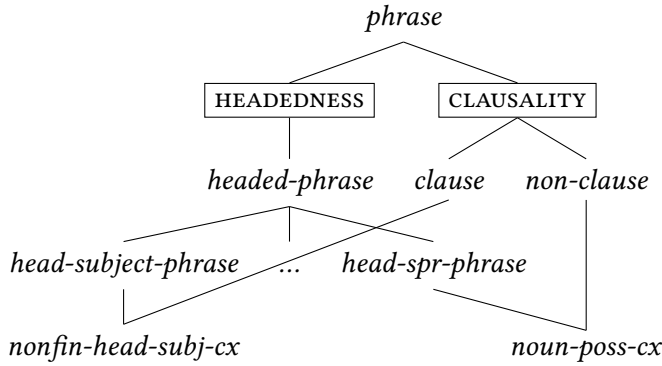 phrase
HEADEDNESS CLAUSALITY
headed-phrase clause non-clause
head-subject-phrase ... head-spr-phrase
nonfin-head-subj-cx noun-poss-cx